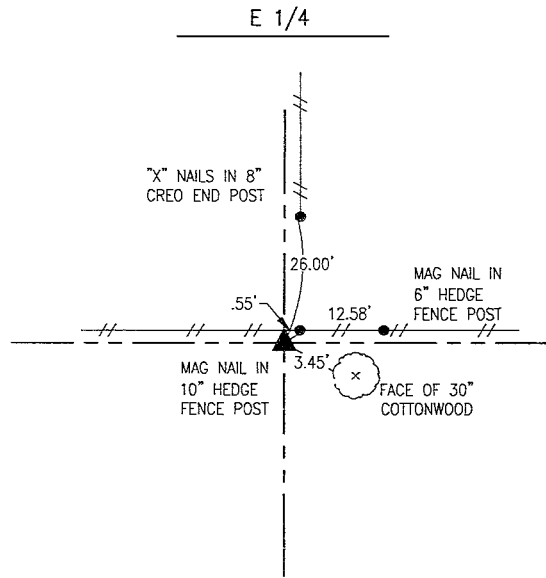 E 1/4
"X" NAILS IN 8"
CREO END POST
26.00'
MAG NAIL IN
6" HEDGE
FENCE POST
.55'
12.58'
3.45'
MAG NAIL IN
10" HEDGE
FENCE POST
FACE OF 30"
COTTONWOOD